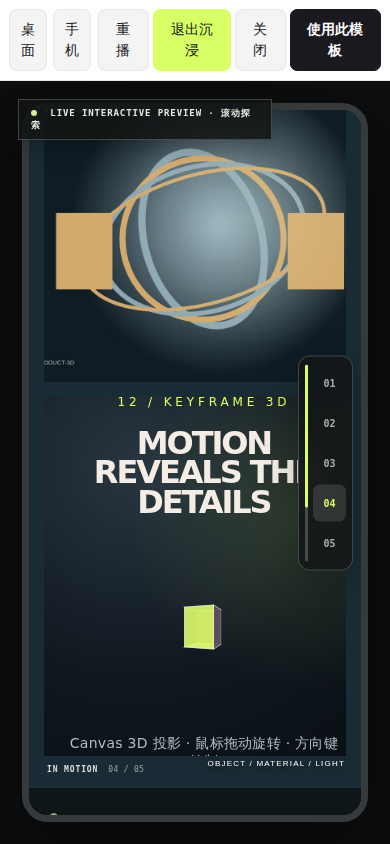 桌面
手机
重播
退出沉浸
关闭
使用此模板
LIVE INTERACTIVE PREVIEW · 滚动探
索
ODUCT-3D
12 / KEYFRAME 3D
MOTION
REVEALS TH
DETAILS
01
02
03
04
05
Canvas 3D 投影 · 鼠标拖动旋转 · 方向键
OBJECT / MATERIAL / LIGHT
IN MOTION 04 / 05